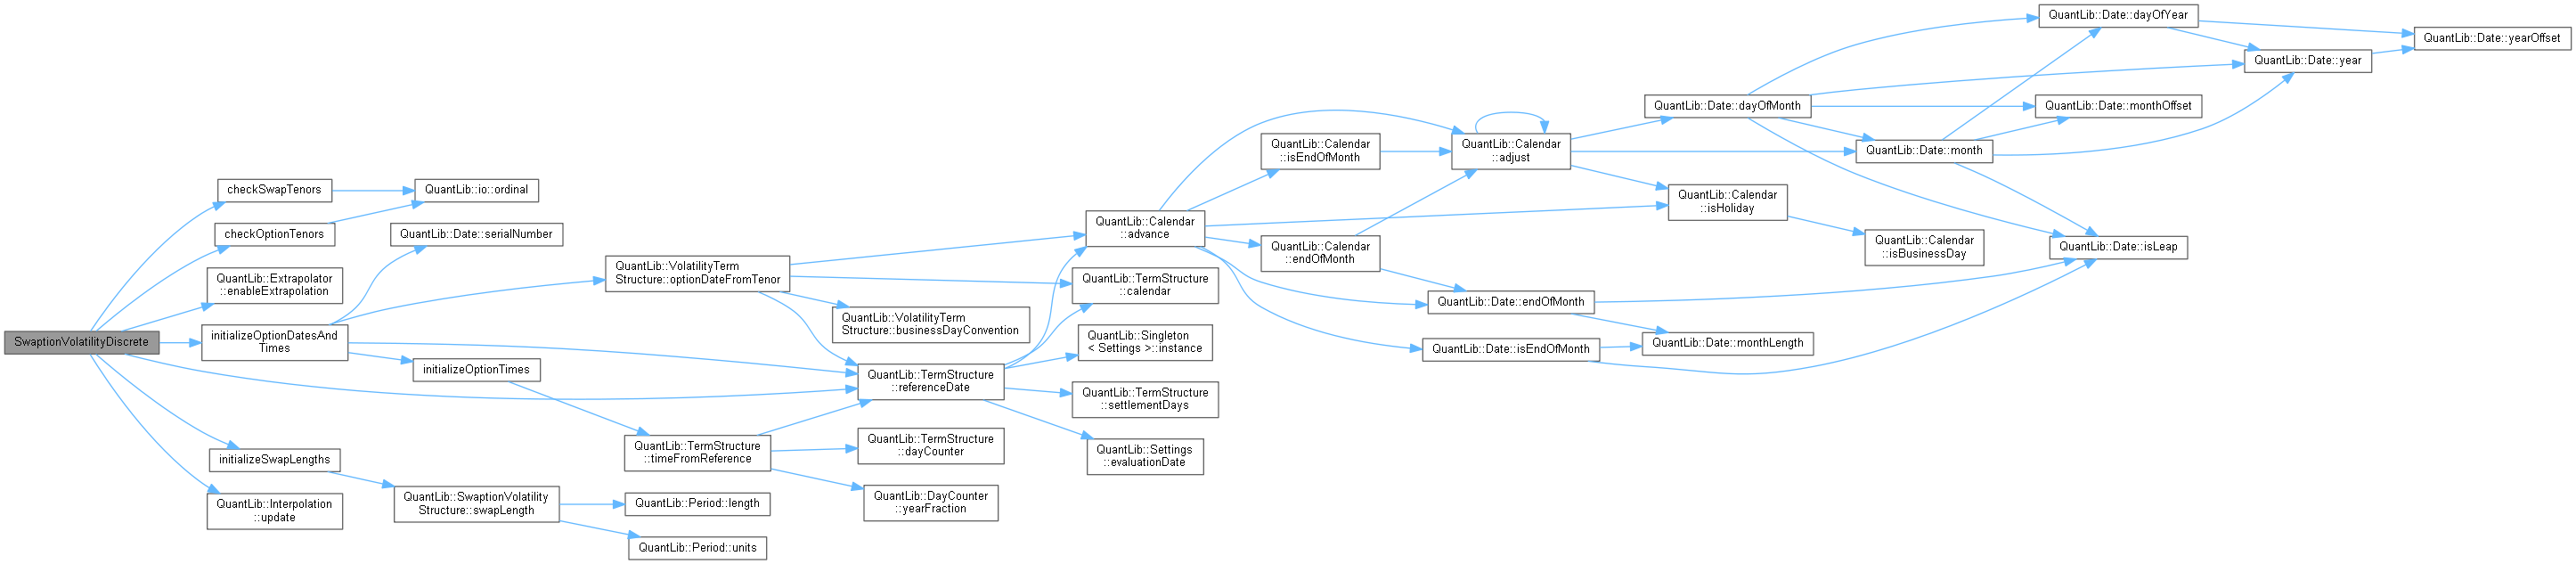 SwaptionVolatilityDiscrete
checkSwapTenors
checkOptionTenors
QuantLib::Extrapolator
::enableExtrapolation
initializeOptionDatesAnd
Times
initializeSwapLengths
QuantLib::Interpolation
::update
QuantLib::io::ordinal
QuantLib::Date::serialNumber
initializeOptionTimes
QuantLib::SwaptionVolatility
Structure::swapLength
QuantLib::VolatilityTerm
Structure::optionDateFromTenor
QuantLib::TermStructure
::timeFromReference
QuantLib::Period::length
QuantLib::Period::units
QuantLib::VolatilityTerm
Structure::businessDayConvention
QuantLib::TermStructure
::referenceDate
QuantLib::TermStructure
::dayCounter
QuantLib::DayCounter
::yearFraction
QuantLib::Calendar
::advance
QuantLib::TermStructure
::calendar
QuantLib::Singleton
< Settings >::instance
QuantLib::TermStructure
::settlementDays
QuantLib::Settings
::evaluationDate
QuantLib::Calendar
::isEndOfMonth
QuantLib::Calendar
::endOfMonth
QuantLib::Calendar
::adjust
QuantLib::Date::endOfMonth
QuantLib::Date::isEndOfMonth
QuantLib::Date::dayOfMonth
QuantLib::Calendar
::isHoliday
QuantLib::Date::monthLength
QuantLib::Date::month
QuantLib::Calendar
::isBusinessDay
QuantLib::Date::dayOfYear
QuantLib::Date::monthOffset
QuantLib::Date::isLeap
QuantLib::Date::year
QuantLib::Date::yearOffset